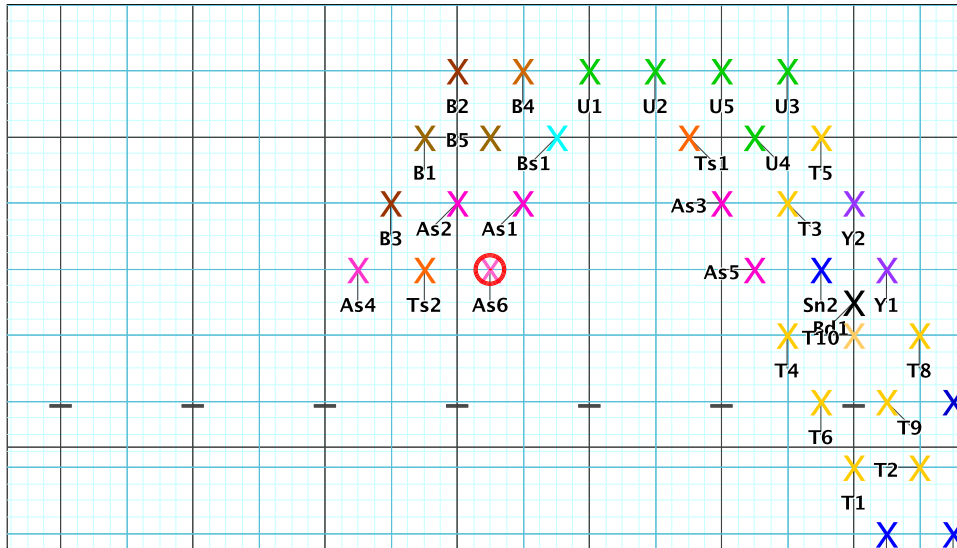 B2 B4 U1 U2 U5 U3
B1 B5 Bs1 Ts1 U4 T5
B3 As2 As1 As3 T3 Y2
As4 Ts2 As6 As5 Sn2 Y1
Bd1
T4 T10 T8
T6 T9
T1 T2